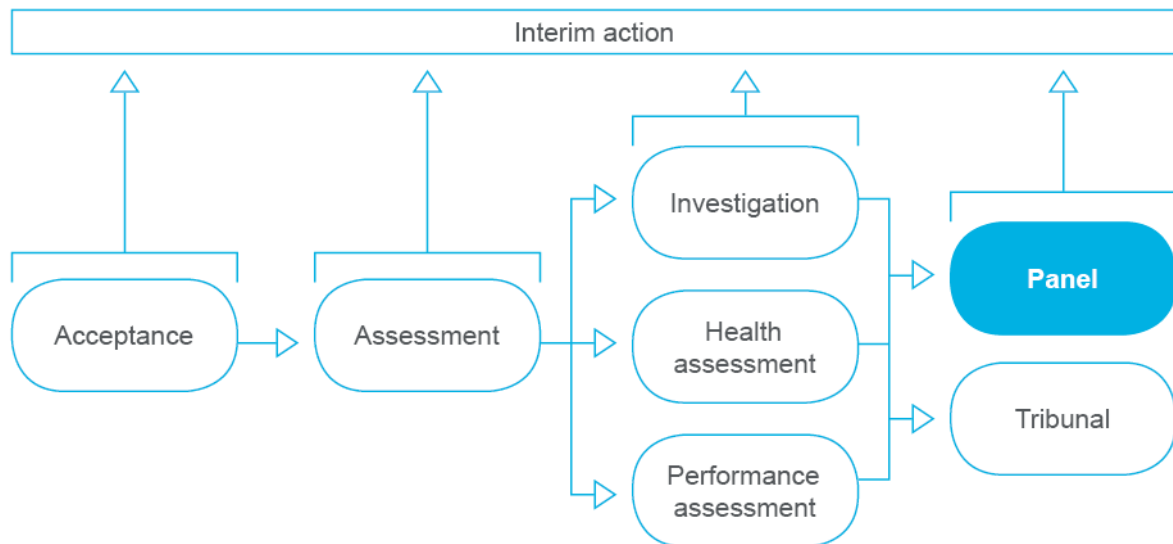 Interim action
Acceptance
Assessment
Investigation
Health
assessment
Performance
assessment
Panel
Tribunal